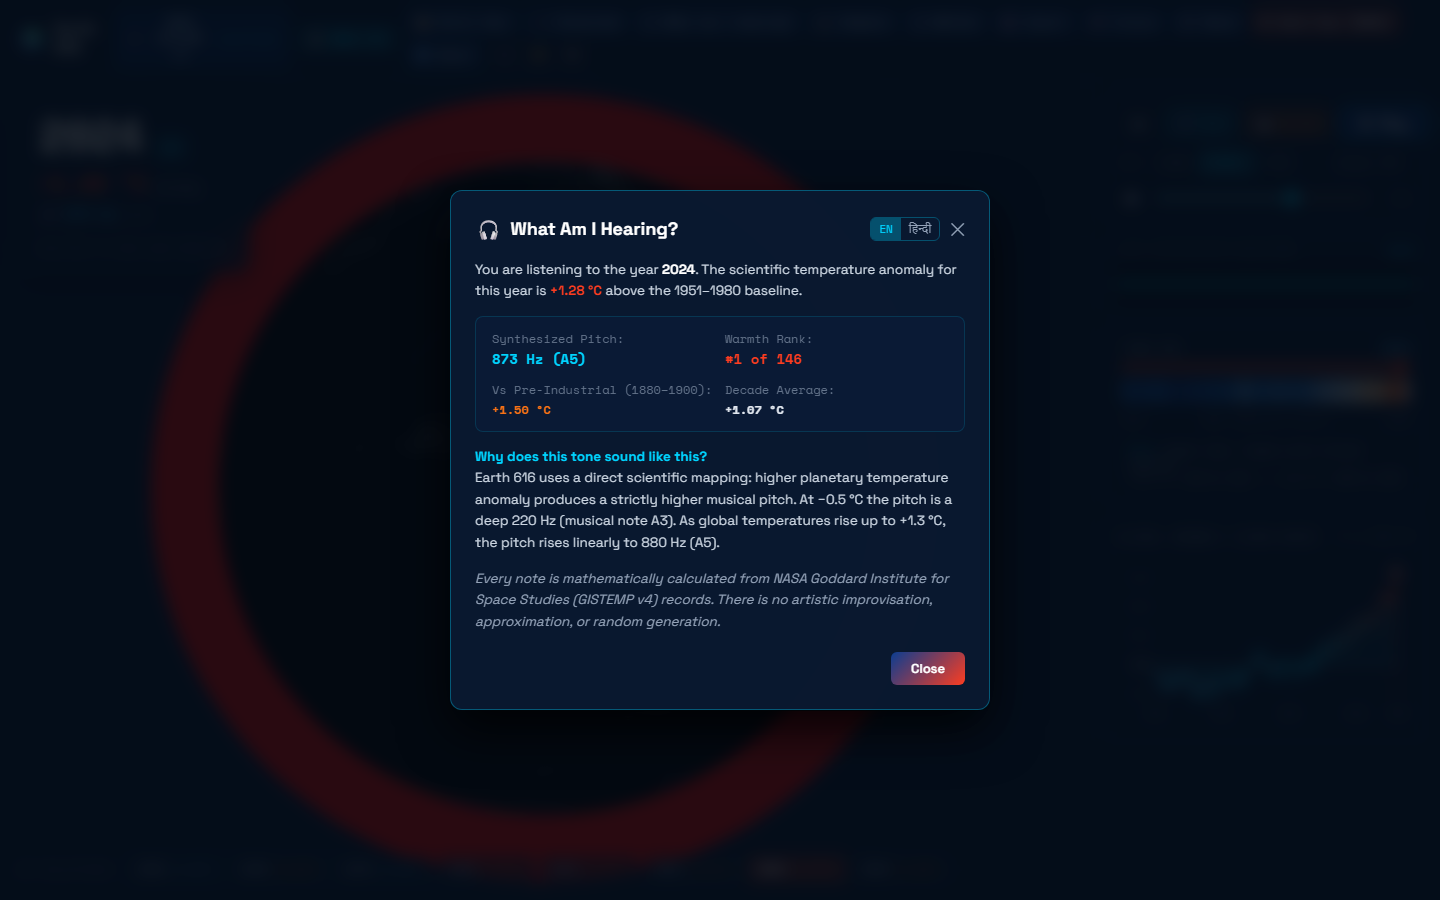 What Am I Hearing?
EN हिन्दी
You are listening to the year 2024. The scientific temperature anomaly for
this year is +1.28 °C above the 1951–1980 baseline.
Synthesized Pitch: Warmth Rank:
873 Hz (A5) #1 of 146
Vs Pre-Industrial (1880–1900): Decade Average:
+1.50 °C +1.07 °C
Why does this tone sound like this?
Earth 616 uses a direct scientific mapping: higher planetary temperature
anomaly produces a strictly higher musical pitch. At −0.5 °C the pitch is a
deep 220 Hz (musical note A3). As global temperatures rise up to +1.3 °C,
the pitch rises linearly to 880 Hz (A5).
Every note is mathematically calculated from NASA Goddard Institute for
Space Studies (GISTEMP v4) records. There is no artistic improvisation,
approximation, or random generation.
Close
2024